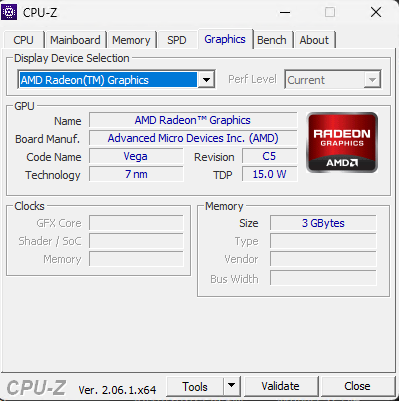 CPU-Z
CPU Mainboard Memory SPD Graphics Bench About
Display Device Selection
AMD Radeon(TM) Graphics Perf Level Current
GPU
Name AMD Radeon™ Graphics
Board Manuf. Advanced Micro Devices Inc. (AMD)
Code Name Vega Revision C5
Technology 7 nm TDP 15.0 W
RADEON
GRAPHICS
AMD
Clocks
GFX Core
Shader / SoC
Memory
Memory
Size 3 GBytes
Type
Vendor
Bus Width
CPU-Z Ver. 2.06.1.x64 Tools Validate Close